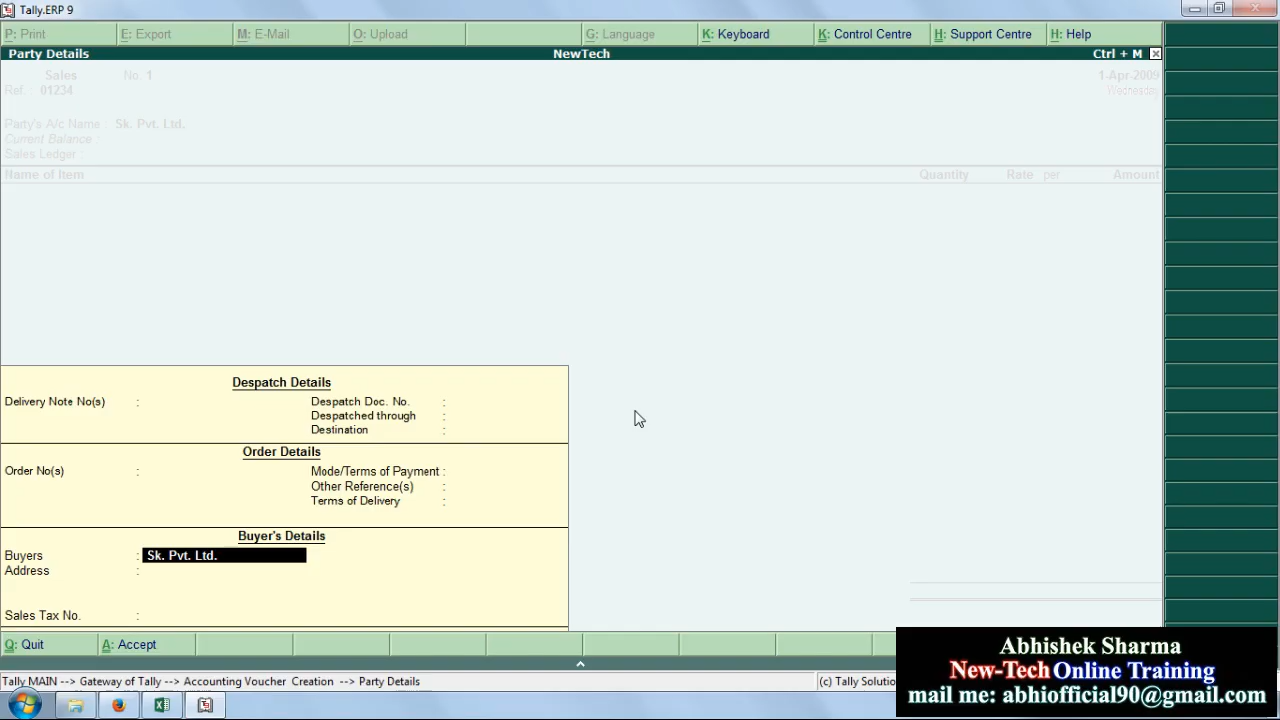 Tally.ERP 9
P: Print
E: Export
M: E-Mail
O: Upload
G: Language
K: Keyboard
K: Control Centre
H: Support Centre
H: Help
Party Details
NewTech
Ctrl + M
Sales No. 1
1-Apr-2009
Ref. : 01234
Wednesday
Party's A/c Name : Sk. Pvt. Ltd.
Current Balance :
Sales Ledger :
Name of Item
Quantity
Rate per
Amount
Despatch Details
Delivery Note No(s) :
Despatch Doc. No. :
Despatched through :
Destination :
Order Details
Order No(s) :
Mode/Terms of Payment :
Other Reference(s) :
Terms of Delivery :
Buyer's Details
Buyers : Sk. Pvt. Ltd.
Address :
Sales Tax No. :
Q: Quit
A: Accept
Tally MAIN --> Gateway of Tally --> Accounting Voucher Creation --> Party Details
(c) Tally Solutio
Abhishek Sharma
New-Tech Online Training
mail me: abhiofficial90@gmail.com